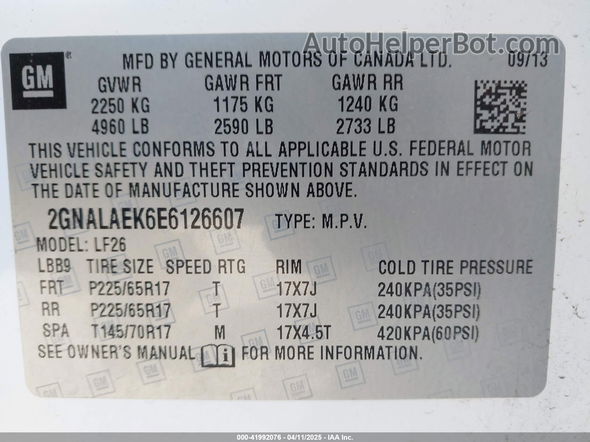 AutoHelperBot.com
GM
MFD BY GENERAL MOTORS OF CANADA LTD. 09/13
GVWR GAWR FRT GAWR RR
2250 KG 1175 KG 1240 KG
4960 LB 2590 LB 2733 LB
THIS VEHICLE CONFORMS TO ALL APPLICABLE U.S. FEDERAL MOTOR
VEHICLE SAFETY AND THEFT PREVENTION STANDARDS IN EFFECT ON
THE DATE OF MANUFACTURE SHOWN ABOVE.
2GNALAEK6E6126607 TYPE: M.P.V.
MODEL: LF26
LBB9 TIRE SIZE SPEED RTG RIM COLD TIRE PRESSURE
FRT P225/65R17 T 17X7J 240KPA(35PSI)
RR P225/65R17 T 17X7J 240KPA(35PSI)
SPA T145/70R17 M 17X4.5T 420KPA(60PSI)
SEE OWNER'S MANUAL FOR MORE INFORMATION.
000-41992076 - 04/11/2025 - IAA Inc.